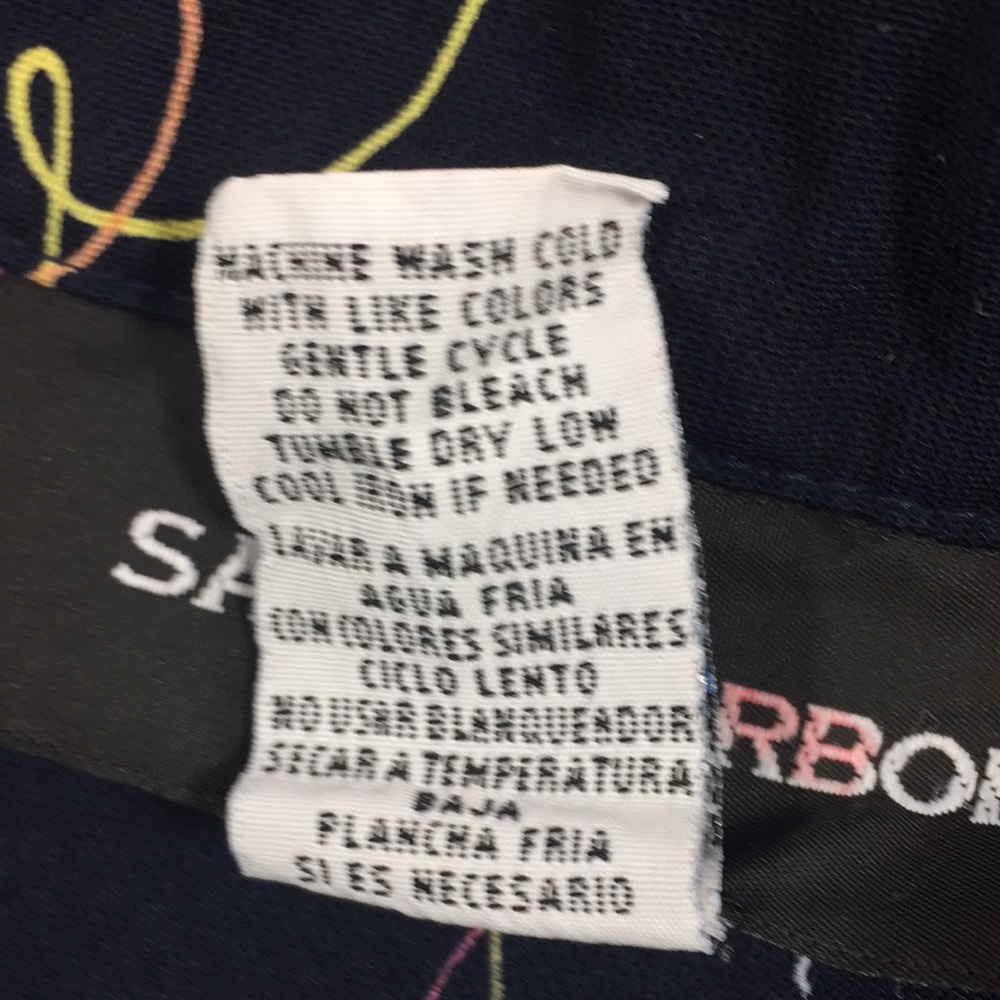 MACHINE WASH COLD
WITH LIKE COLORS
GENTLE CYCLE
DO NOT BLEACH
TUMBLE DRY LOW
COOL IRON IF NEEDED
LAVAR A MAQUINA EN
AGUA FRIA
CON COLORES SIMILARES
CICLO LENTO
NO USAR BLANQUEADOR
SECAR A TEMPERATURA
BAJA
PLANCHA FRIA
SI ES NECESARIO
SA
RBO